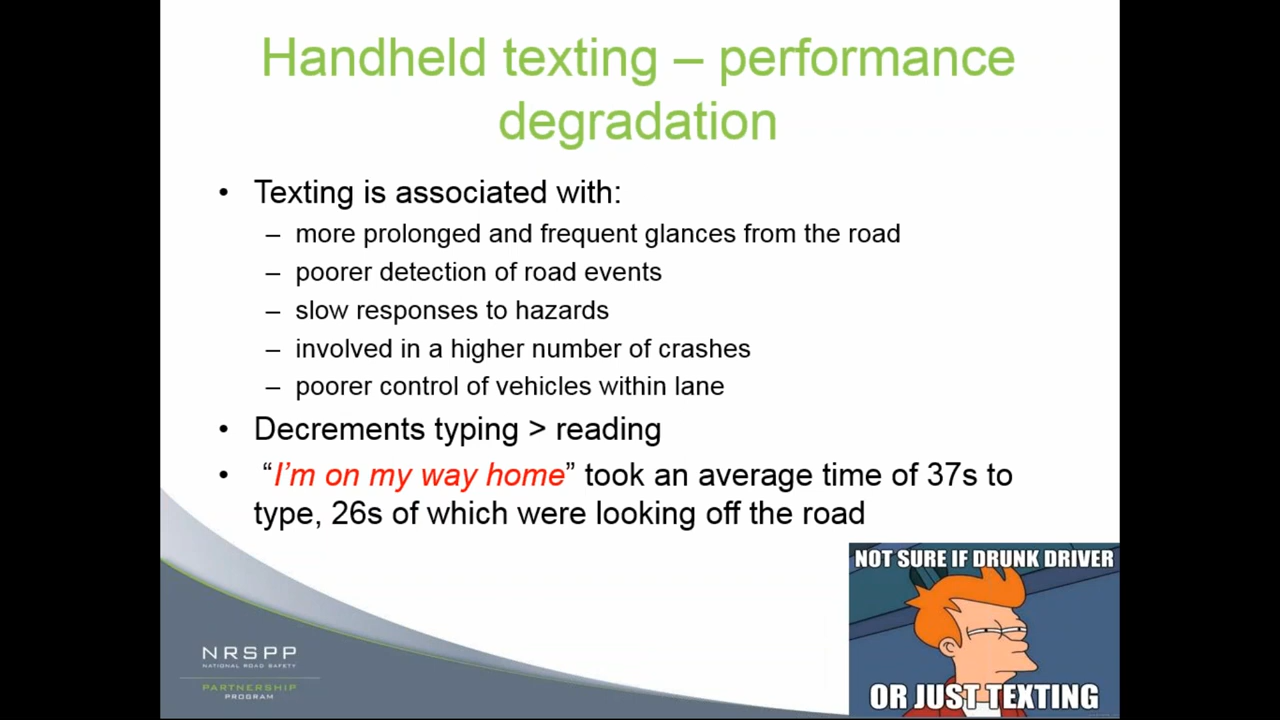 Handheld texting – performance
degradation
• Texting is associated with:
– more prolonged and frequent glances from the road
– poorer detection of road events
– slow responses to hazards
– involved in a higher number of crashes
– poorer control of vehicles within lane
• Decrements typing > reading
• “I’m on my way home” took an average time of 37s to
type, 26s of which were looking off the road
NOT SURE IF DRUNK DRIVER
OR JUST TEXTING
NRSPP
NATIONAL ROAD SAFETY
PARTNERSHIP
PROGRAM